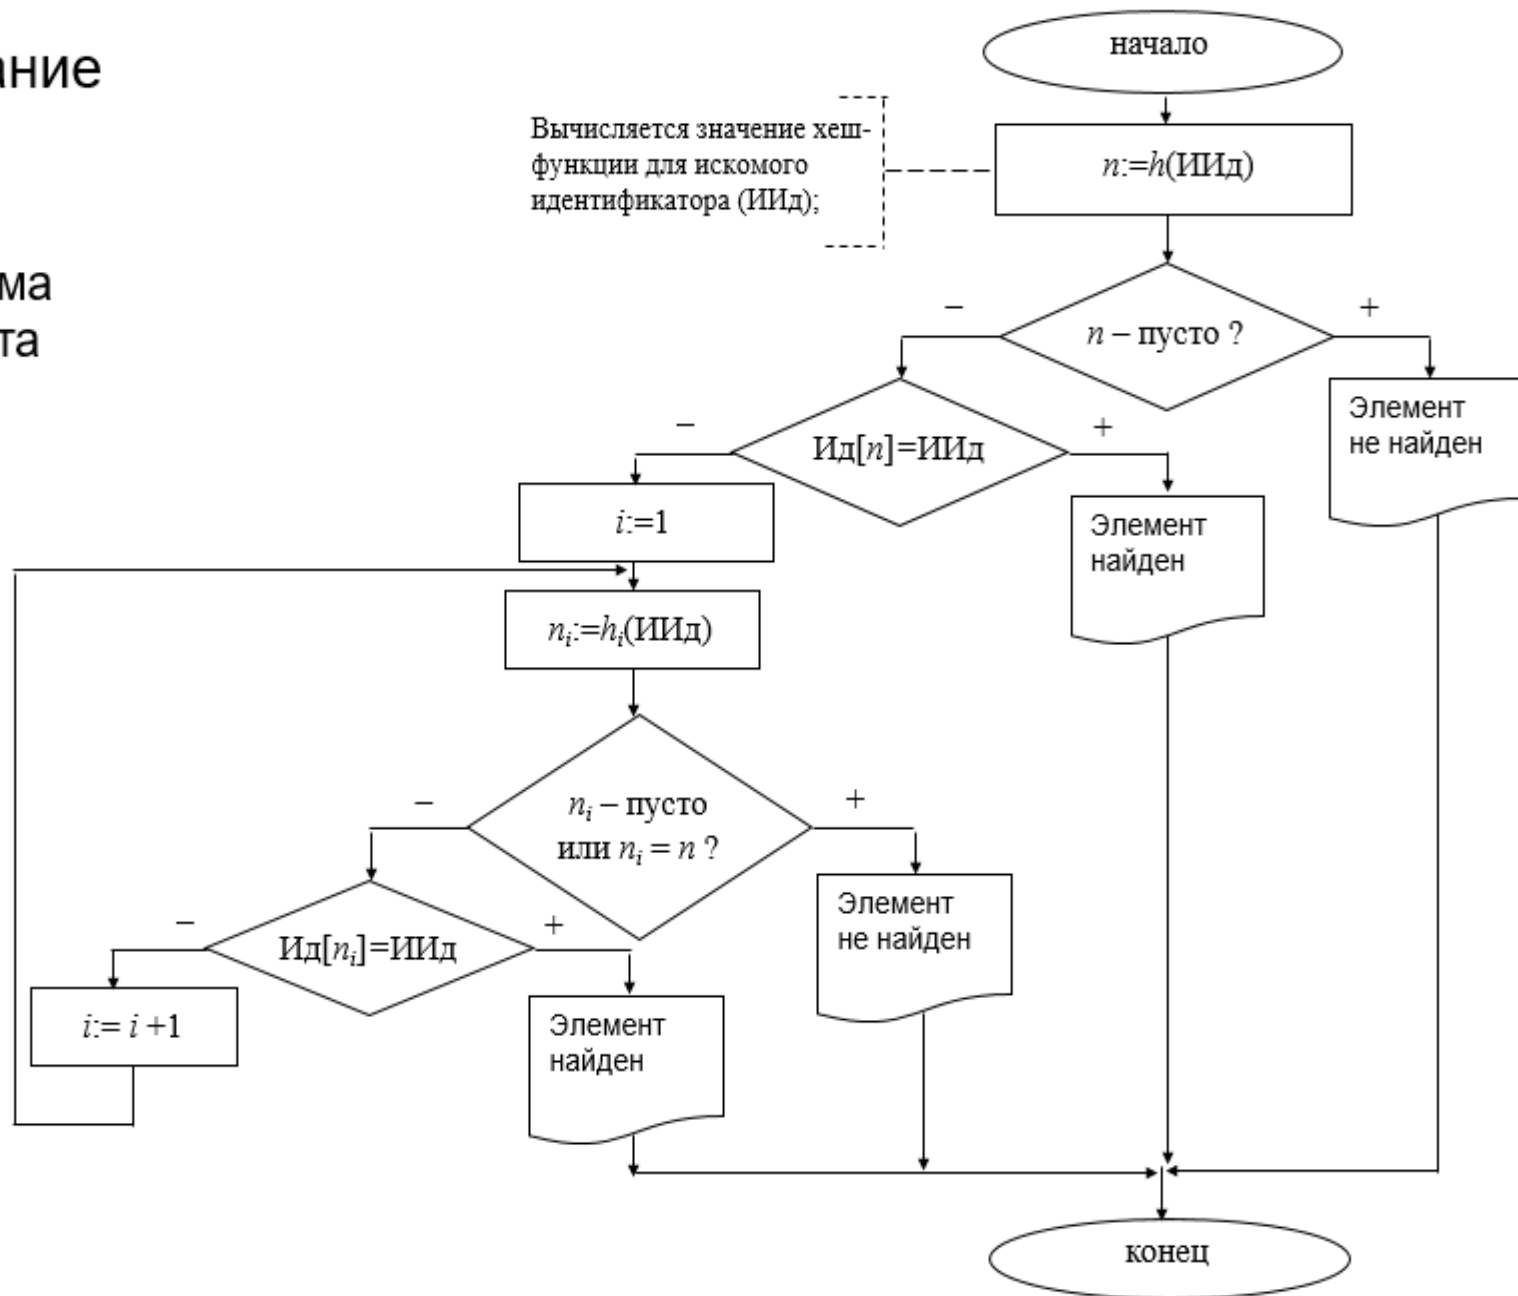 ание
ма
та
начало
Вычисляется значение хеш-
функции для искомого
идентификатора (ИИд);
n:=h(ИИд)
n – пусто ?
–
+
Элемент
не найден
Ид[n]=ИИд
–
+
Элемент
найден
i:=1
nᵢ:=hᵢ(ИИд)
nᵢ – пусто
или nᵢ = n ?
–
+
Элемент
не найден
Ид[nᵢ]=ИИд
–
+
Элемент
найден
i:= i +1
конец